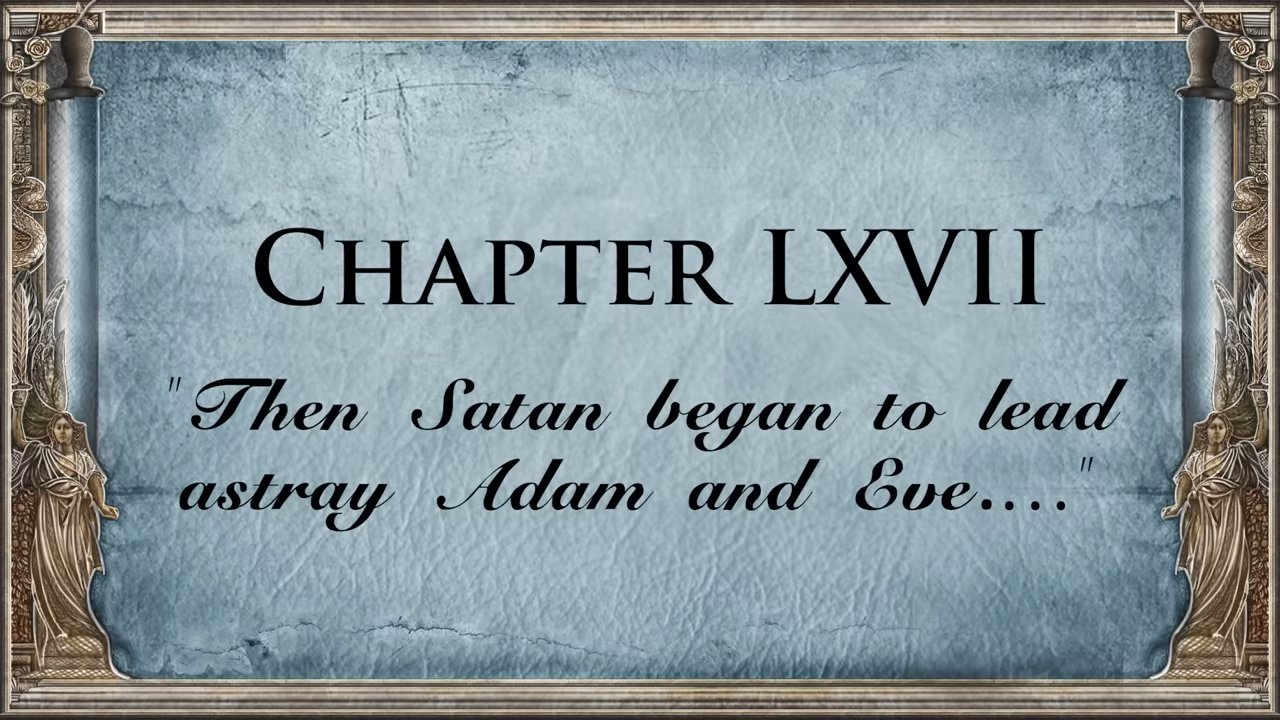 Chapter LXVII
"Then Satan began to lead
astray Adam and Eve...."